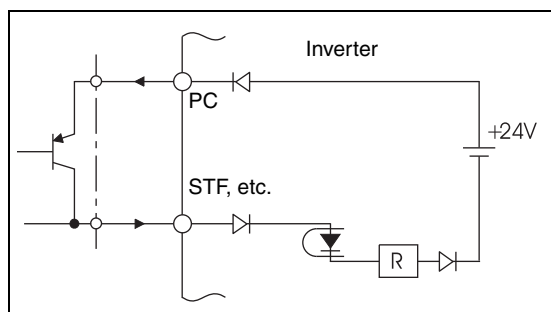 Inverter
PC
+24V
STF, etc.
R